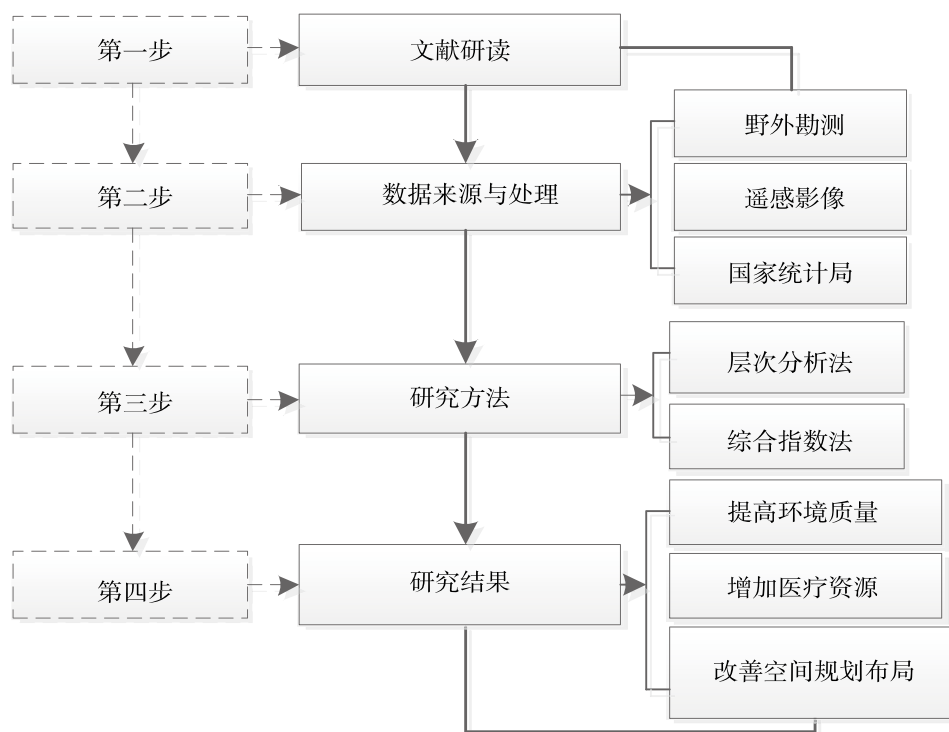 第一步
文献研读
野外勘测
第二步
数据来源与处理
遥感影像
国家统计局
层次分析法
第三步
研究方法
综合指数法
提高环境质量
第四步
研究结果
增加医疗资源
改善空间规划布局